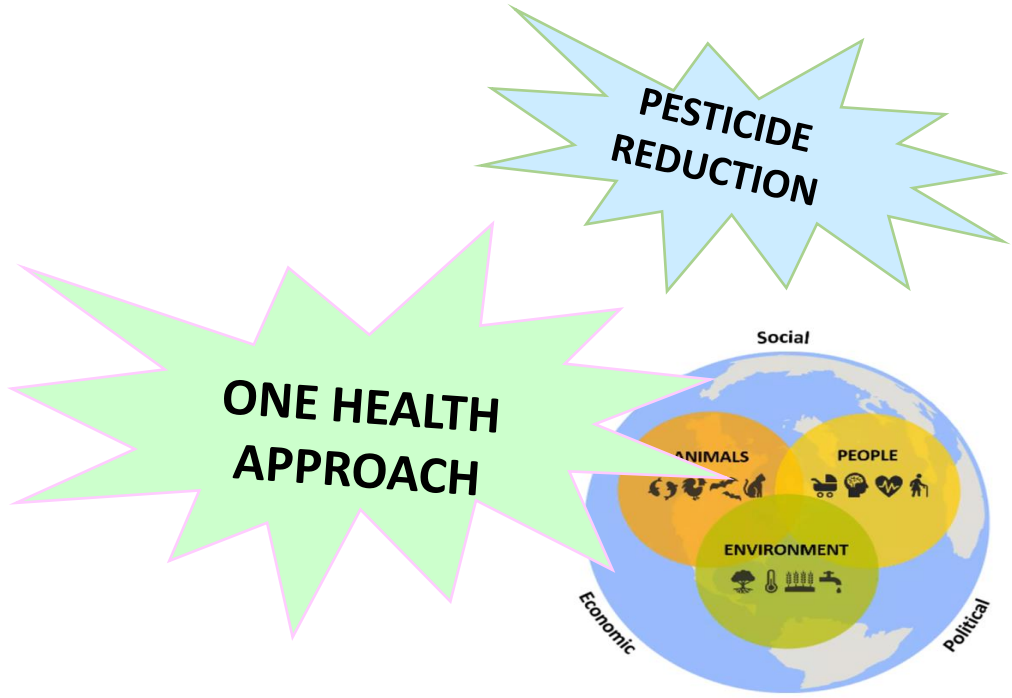 PESTICIDE
REDUCTION
ONE HEALTH
APPROACH
Social
ANIMALS
PEOPLE
ENVIRONMENT
Economic
Political